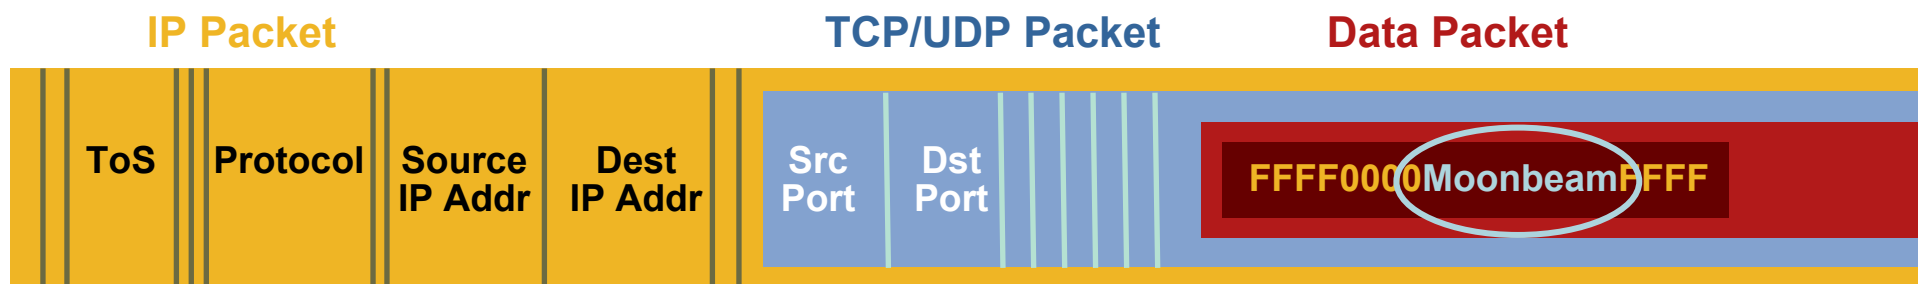 IP Packet
TCP/UDP Packet
Data Packet
ToS
Protocol
Source
IP Addr
Dest
IP Addr
Src
Port
Dst
Port
FFFF0000MoonbeamFFFF